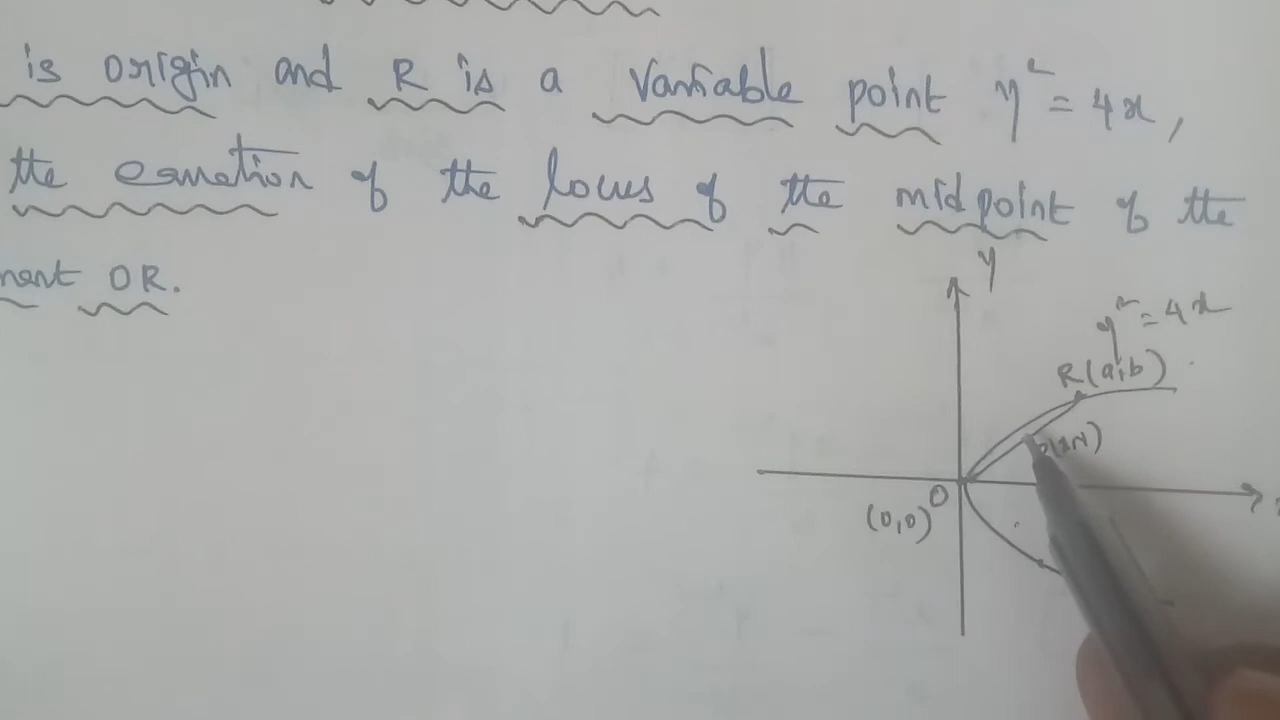 is origin and R is a variable point y² = 4x,
the equation of the locus of the midpoint of the
ment OR.
y
y² = 4x
R(a,b)
O
(0,0)